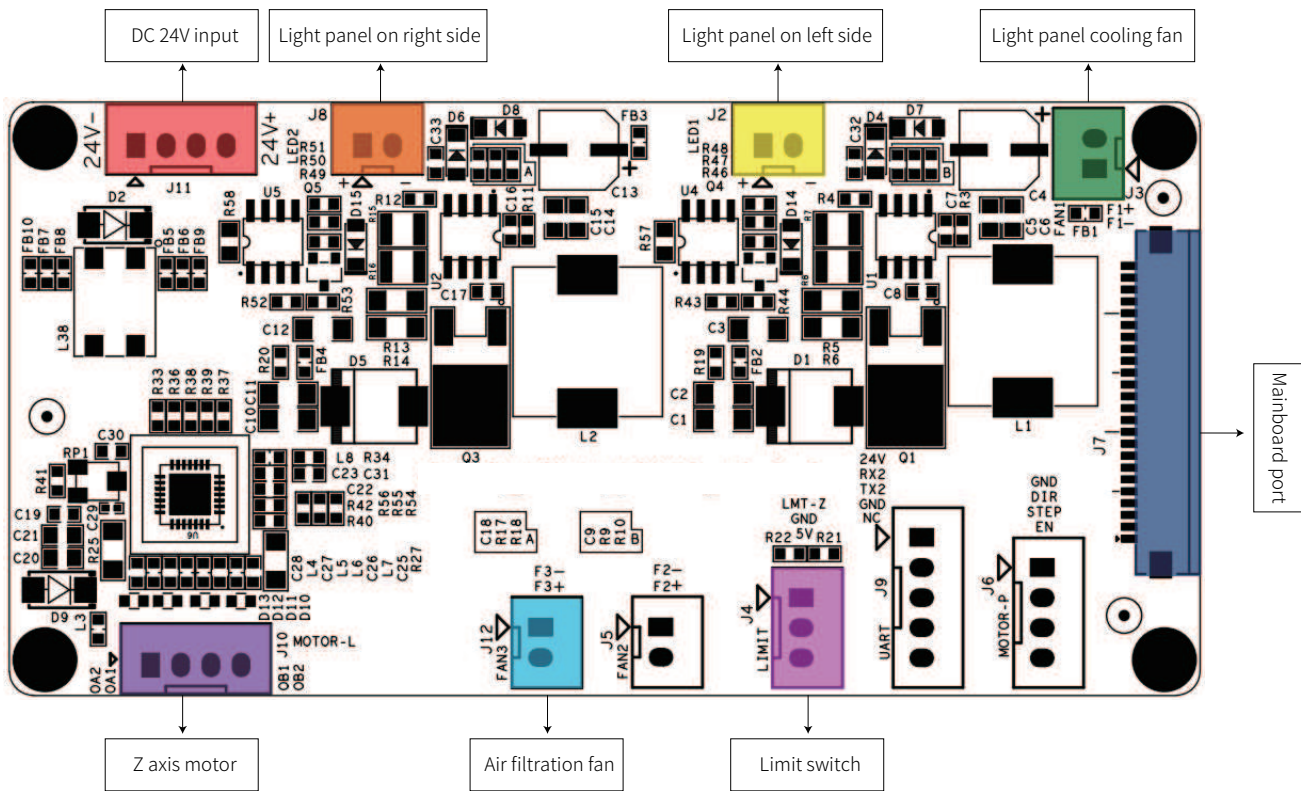 DC 24V input
Light panel on right side
Light panel on left side
Light panel cooling fan
24V-
24V+
J11
J8
LED2
R51
R50
R49
+
-
C33
D6
D8
A
FB3
+
C13
J2
LED1
R48
R47
R46
+
-
C32
D4
D7
B
+
C4
J3
FAN1
F1+
F1-
FB1
D2
FB10
FB7
FB8
FB5
FB6
FB9
L38
R58
U5
Q5
D15
R12
R15
R16
U2
C16
R11
C15
C14
C17
R52
R53
C12
R20
FB4
R13
R14
D5
C11
C10
Q3
L2
R57
U4
Q4
D14
R4
R7
R8
U1
C7
R3
C5
C6
C8
R43
R44
C3
R19
FB2
R5
R6
D1
C2
C1
Q1
L1
J7
Mainboard port
R33
R36
R38
R39
R37
C30
RP1
R41
C19
C29
C21
C20
R25
U6
L8
R34
C23
C31
C22
R42
R40
R56
R55
R54
C28
L4
C27
L5
L6
C26
L7
C25
R27
D9
L3
D13
D12
D11
D10
J10
MOTOR-L
OA2
OA1
OB1
OB2
C18
R17
R18
A
C9
R9
R10
B
F3-
F3+
J12
FAN3
F2-
F2+
J5
FAN2
LMT-Z
GND
5V
R22
R21
J4
LIMIT
24V
RX2
TX2
GND
NC
J9
UART
GND
DIR
STEP
EN
J6
MOTOR-P
Z axis motor
Air filtration fan
Limit switch